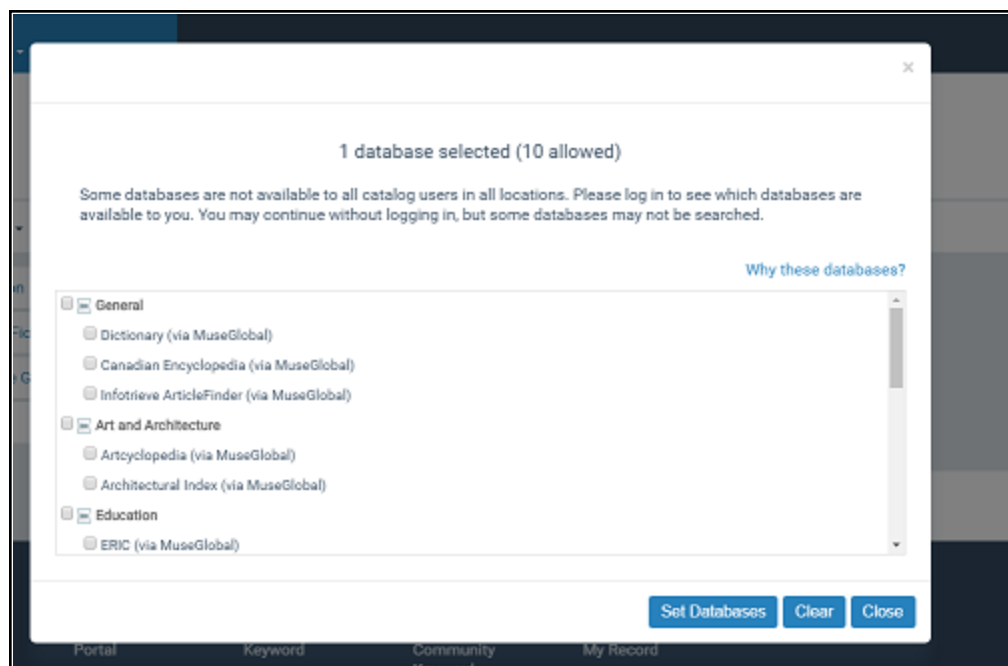 ×
1 database selected (10 allowed)
Some databases are not available to all catalog users in all locations. Please log in to see which databases are
available to you. You may continue without logging in, but some databases may not be searched.
Why these databases?
General
Dictionary (via MuseGlobal)
Canadian Encyclopedia (via MuseGlobal)
Infotrieve ArticleFinder (via MuseGlobal)
Art and Architecture
Artcyclopedia (via MuseGlobal)
Architectural Index (via MuseGlobal)
Education
ERIC (via MuseGlobal)
Set Databases Clear Close
Portal Keyword Community My Record